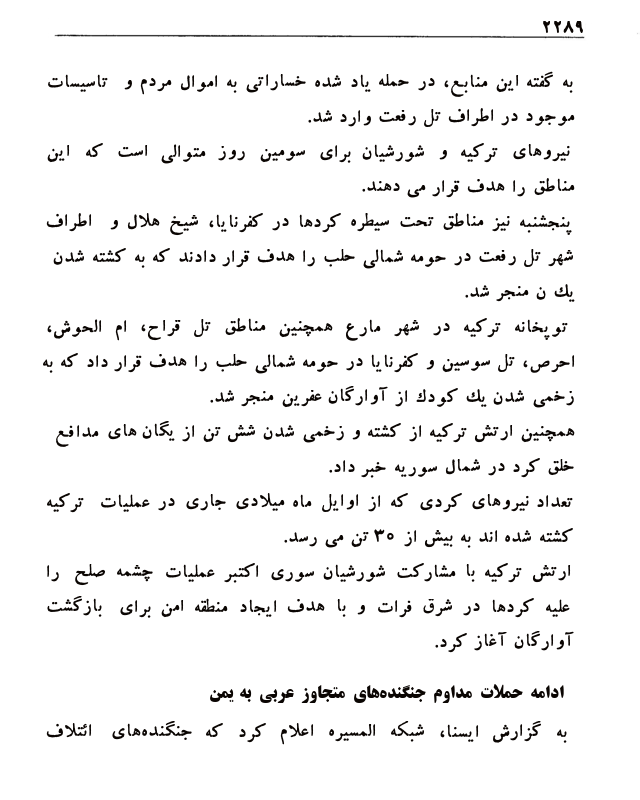 ۲۲۸۹
به گفته این منابع، در حمله یاد شده خساراتی به اموال مردم و تاسیسات
موجود در اطراف تل رفعت وارد شد.
نیروهای ترکیه و شورشیان برای سومین روز متوالی است که این
مناطق را هدف قرار می دهند.
پنجشنبه نیز مناطق تحت سیطره کردها در کفرنایا، شیخ هلال و اطراف
شهر تل رفعت در حومه شمالی حلب را هدف قرار دادند که به کشته شدن
یك ن منجر شد.
توپخانه ترکیه در شهر مارع همچنین مناطق تل قراح، ام الحوش،
احرص، تل سوسین و کفرنایا در حومه شمالی حلب را هدف قرار داد که به
زخمی شدن یك کودك از آوارگان عفرین منجر شد.
همچنین ارتش ترکیه از کشته و زخمی شدن شش تن از یگان های مدافع
خلق کرد در شمال سوریه خبر داد.
تعداد نیروهای کردی که از اوایل ماه میلادی جاری در عملیات ترکیه
کشته شده اند به بیش از ۳۰ تن می رسد.
ارتش ترکیه با مشارکت شورشیان سوری اکتبر عملیات چشمه صلح را
علیه کردها در شرق فرات و با هدف ایجاد منطقه امن برای بازگشت
آوارگان آغاز کرد.
ادامه حملات مداوم جنگنده‌های متجاوز عربی به یمن
به گزارش ایسنا، شبکه المسیره اعلام کرد که جنگنده‌های ائتلاف